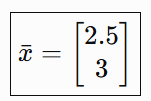 x̄ = [2.5
3]